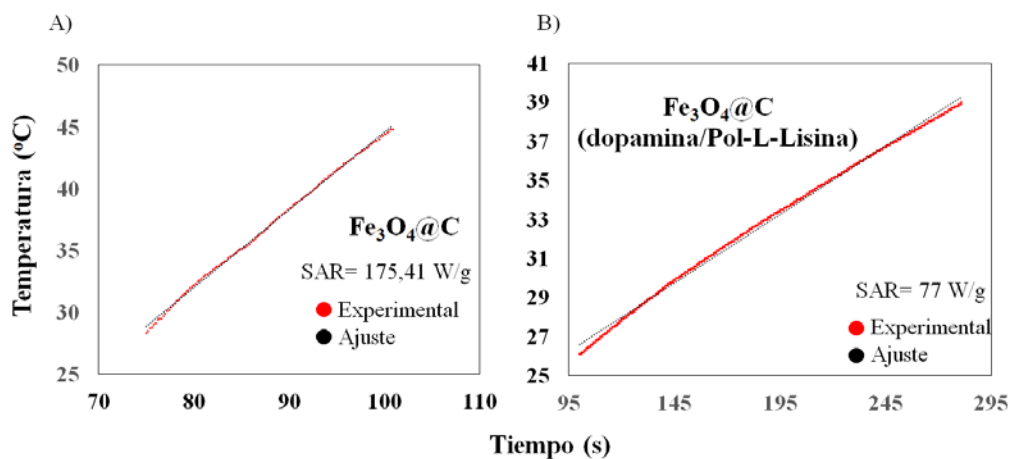 A)
B)
Temperatura (ºC)
50
45
40
35
30
25
Fe₃O₄@C
SAR= 175,41 W/g
Experimental
Ajuste
70
80
90
100
110
41
39
37
35
33
31
29
27
25
Fe₃O₄@C
(dopamina/Pol-L-Lisina)
SAR= 77 W/g
Experimental
Ajuste
95
145
195
245
295
Tiempo (s)